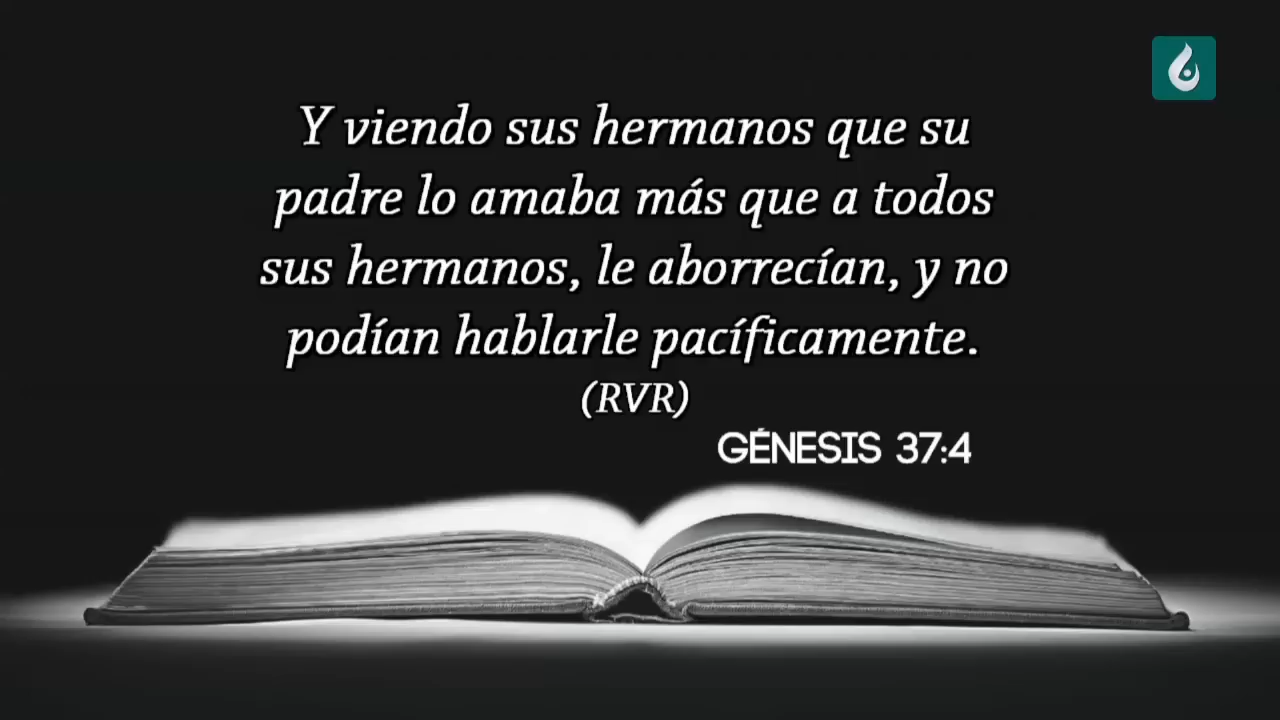 Y viendo sus hermanos que su
padre lo amaba más que a todos
sus hermanos, le aborrecían, y no
podían hablarle pacíficamente.
(RVR)
GÉNESIS 37:4